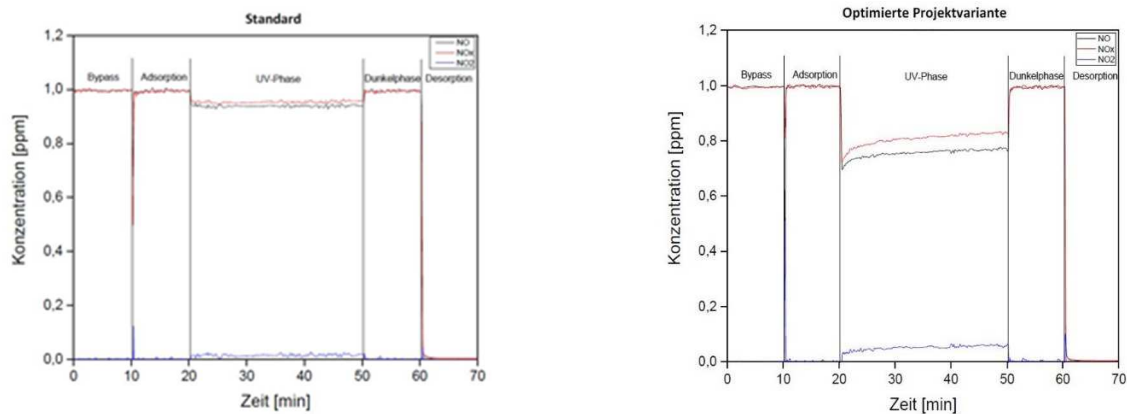 Standard
1,2
1,0
0,8
0,6
0,4
0,2
0,0
Konzentration [ppm]
NO
NOx
NO2
Bypass
Adsorption
UV-Phase
Dunkelphase
Desorption
0 10 20 30 40 50 60 70
Zeit [min]
Optimierte Projektvariante
1,2
1,0
0,8
0,6
0,4
0,2
0,0
Konzentration [ppm]
NO
NOx
NO2
Bypass
Adsorption
UV-Phase
Dunkelphase
Desorption
0 10 20 30 40 50 60 70
Zeit [min]